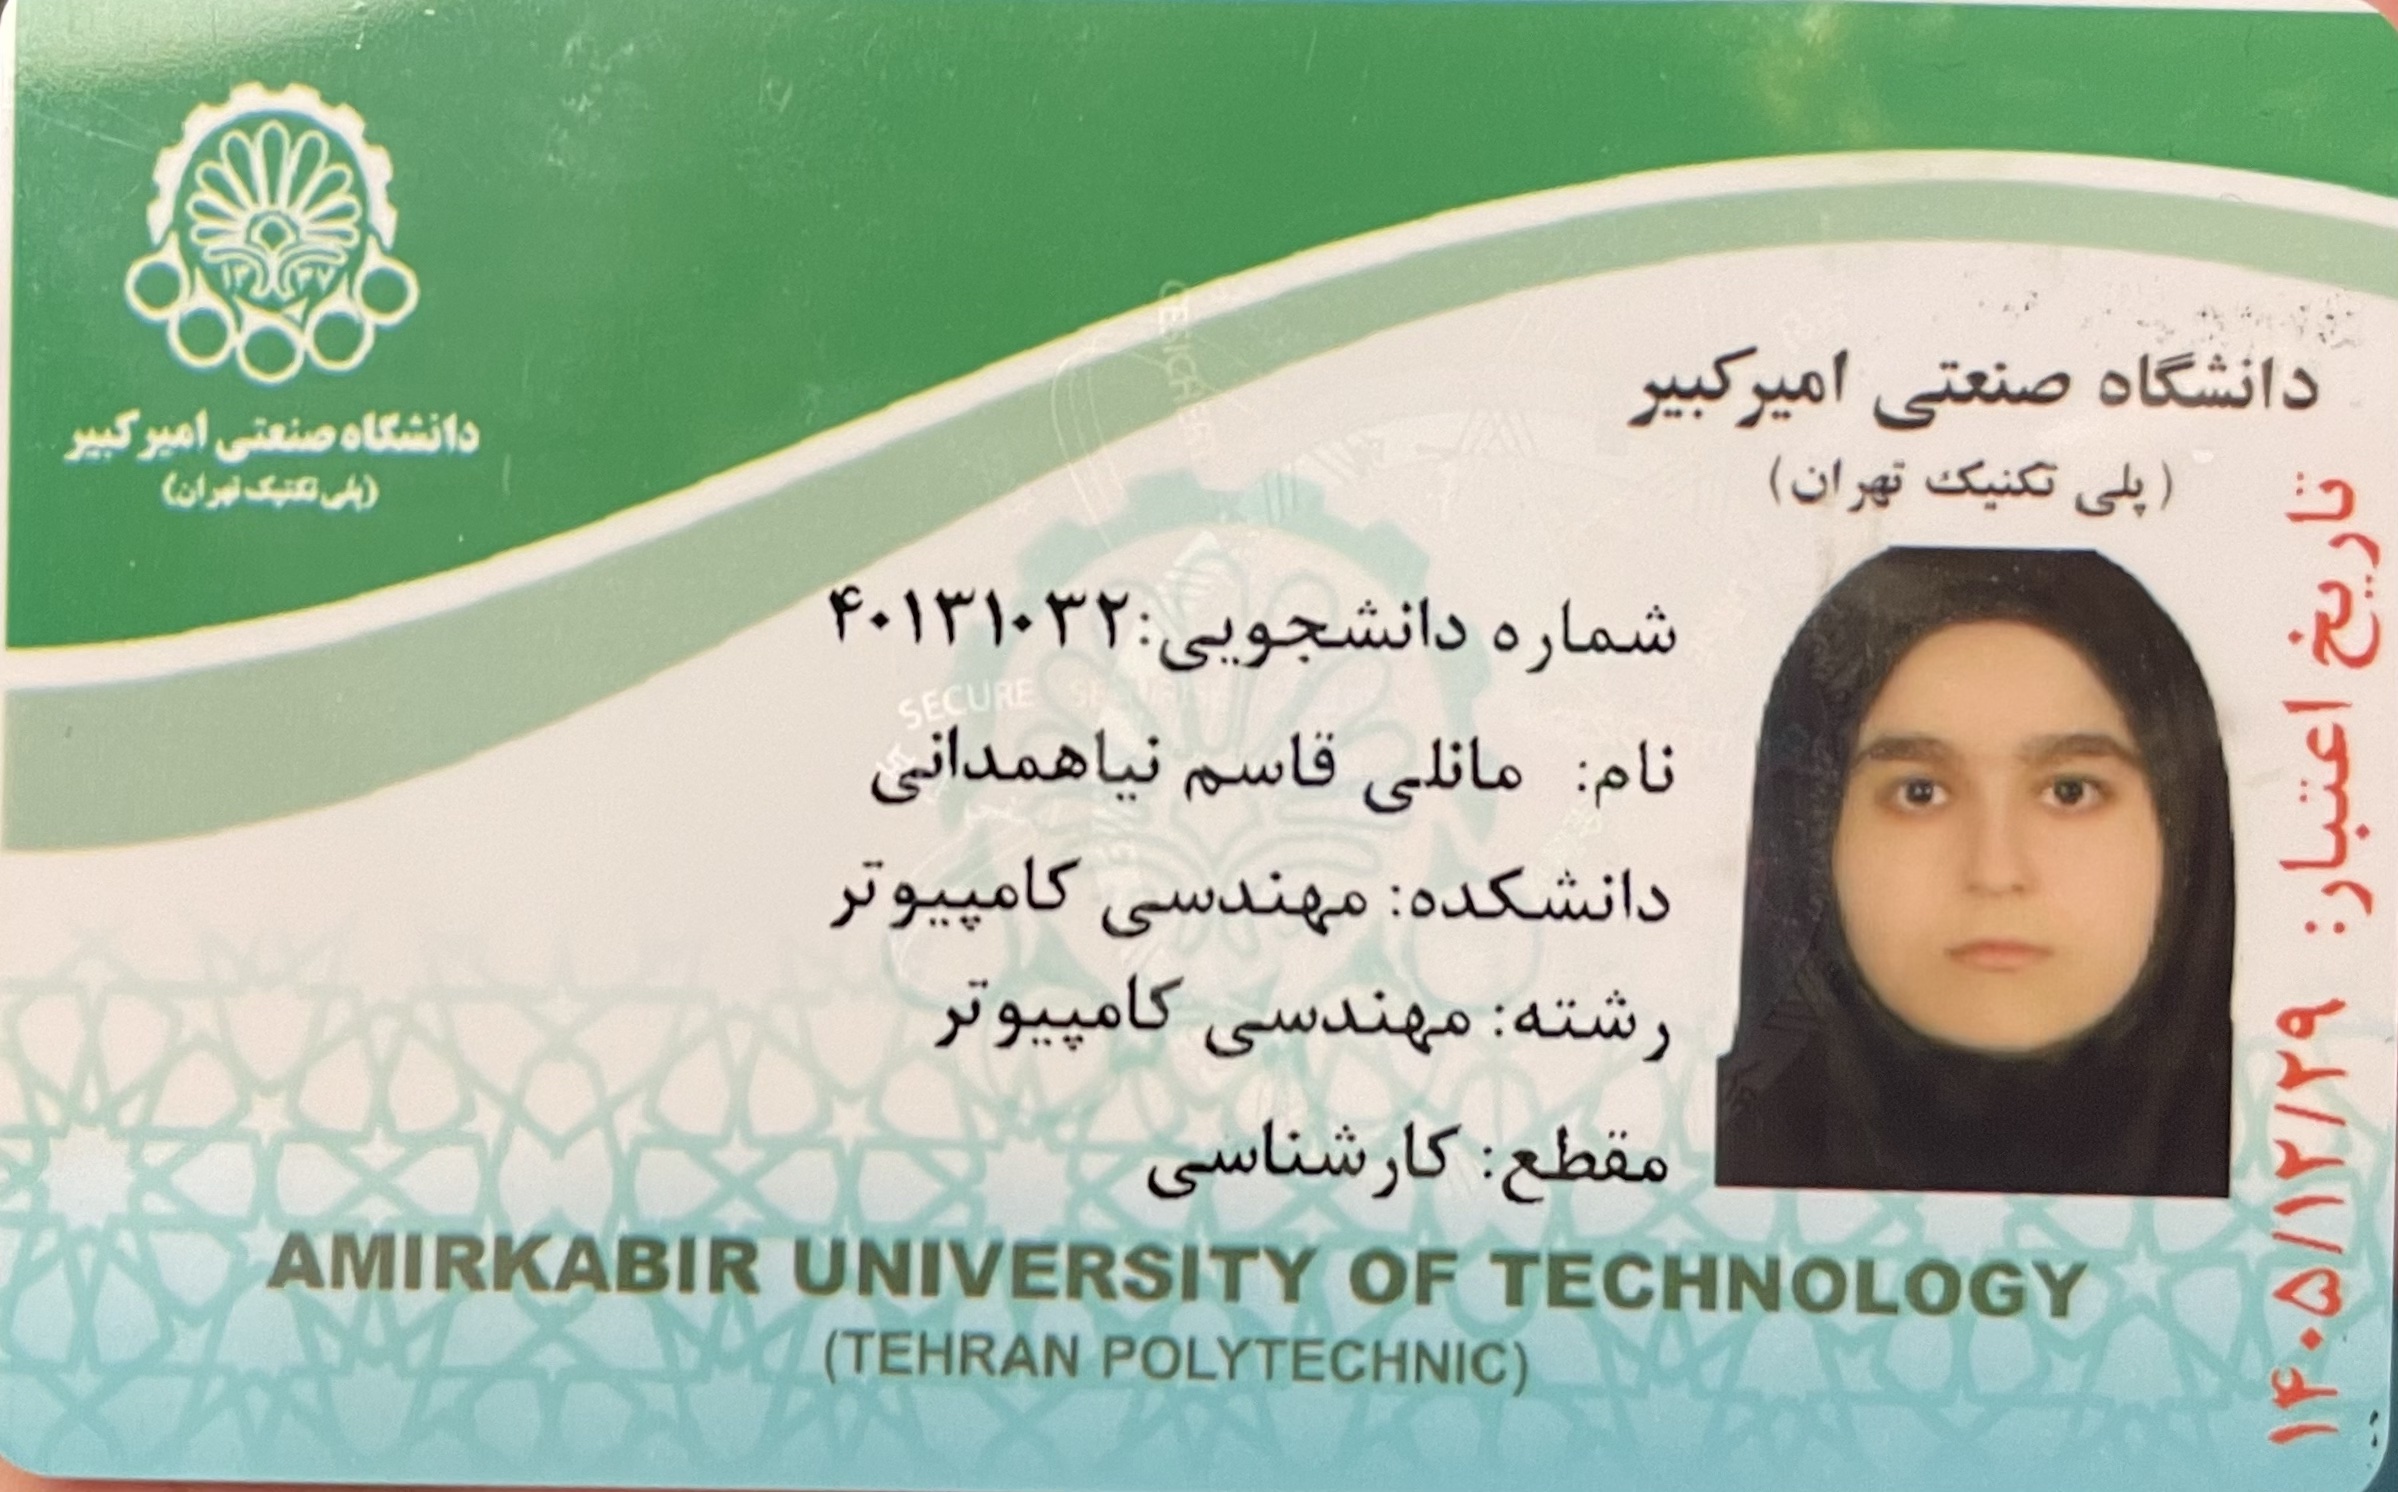 دانشگاه صنعتی امیرکبیر
(پلی تکنیک تهران)
۱۳۳۷
دانشگاه صنعتی امیرکبیر
(پلی تکنیک تهران)
شماره دانشجویی:۴۰۱۳۱۰۳۲
نام: مانلی قاسم نیاهمدانی
دانشکده: مهندسی کامپیوتر
رشته: مهندسی کامپیوتر
مقطع: کارشناسی
تاریخ اعتبار: ۱۴۰۵/۱۲/۲۹
SECURE
AMIRKABIR UNIVERSITY OF TECHNOLOGY
(TEHRAN POLYTECHNIC)